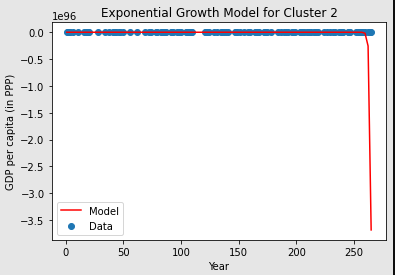 Exponential Growth Model for Cluster 2
1e96
0.0
−0.5
−1.0
−1.5
−2.0
−2.5
−3.0
−3.5
GDP per capita (in PPP)
Model
Data
0 50 100 150 200 250
Year